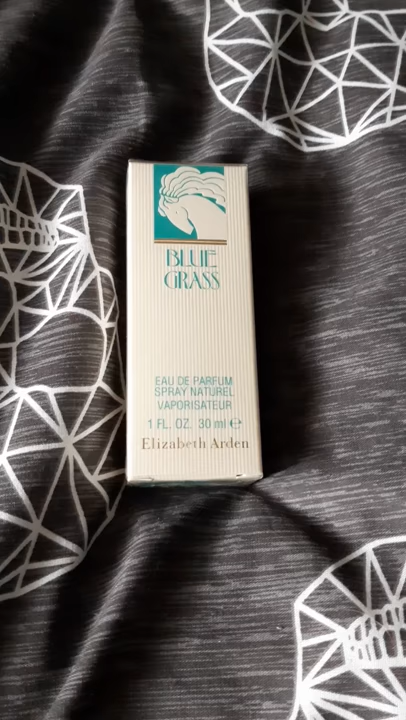 BLUE
GRASS
EAU DE PARFUM
SPRAY NATUREL
VAPORISATEUR
1 FL. OZ. 30 ml ℮
Elizabeth Arden